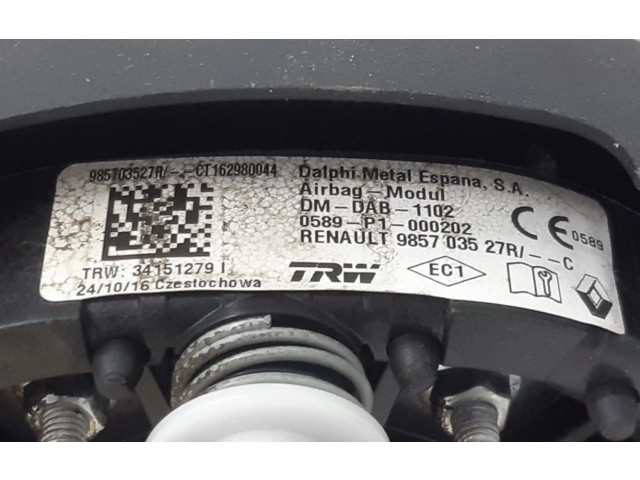 985703527R/--CT162980044
TRW: 34151279 I
24/10/16 Czestochowa
Dalphi Metal Espana, S.A.
Airbag-Modul
DM-DAB-1102
0589-P1-000202
RENAULT 9857 035 27R/--C
TRW
EC1
CE 0589